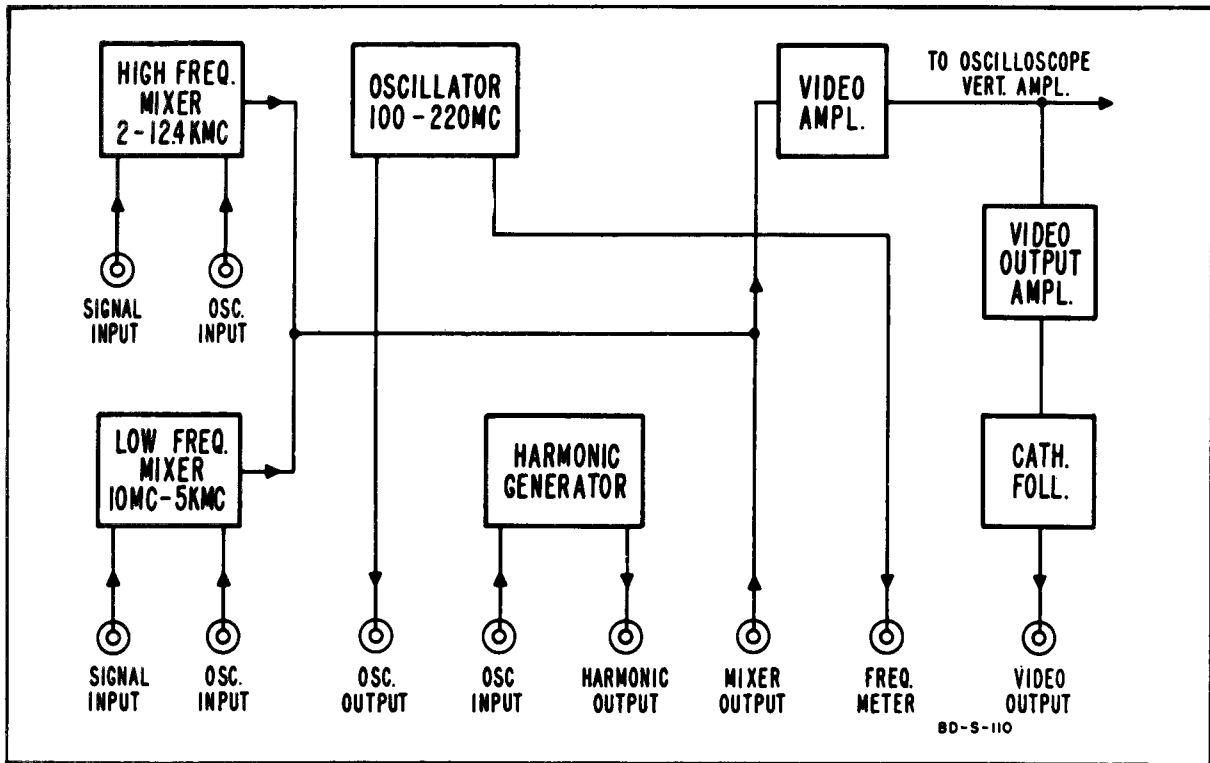 HIGH FREQ.
MIXER
2-12.4KMC
OSCILLATOR
100-220MC
VIDEO
AMPL.
TO OSCILLOSCOPE
VERT. AMPL.
SIGNAL
INPUT
OSC.
INPUT
VIDEO
OUTPUT
AMPL.
LOW FREQ.
MIXER
10MC-5KMC
HARMONIC
GENERATOR
CATH.
FOLL.
SIGNAL
INPUT
OSC.
INPUT
OSC.
OUTPUT
OSC
INPUT
HARMONIC
OUTPUT
MIXER
OUTPUT
FREQ.
METER
VIDEO
OUTPUT
BD-S-110